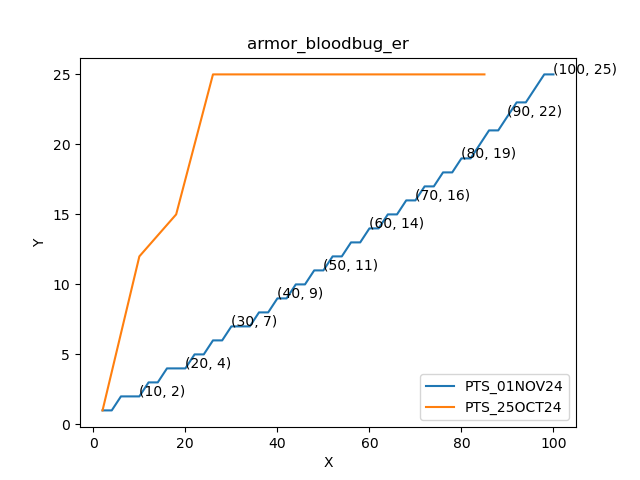 armor_bloodbug_er
25
20
15
10
5
0
Y
(100, 25)
(90, 22)
(80, 19)
(70, 16)
(60, 14)
(50, 11)
(40, 9)
(30, 7)
(20, 4)
(10, 2)
PTS_01NOV24
PTS_25OCT24
0 20 40 60 80 100
X